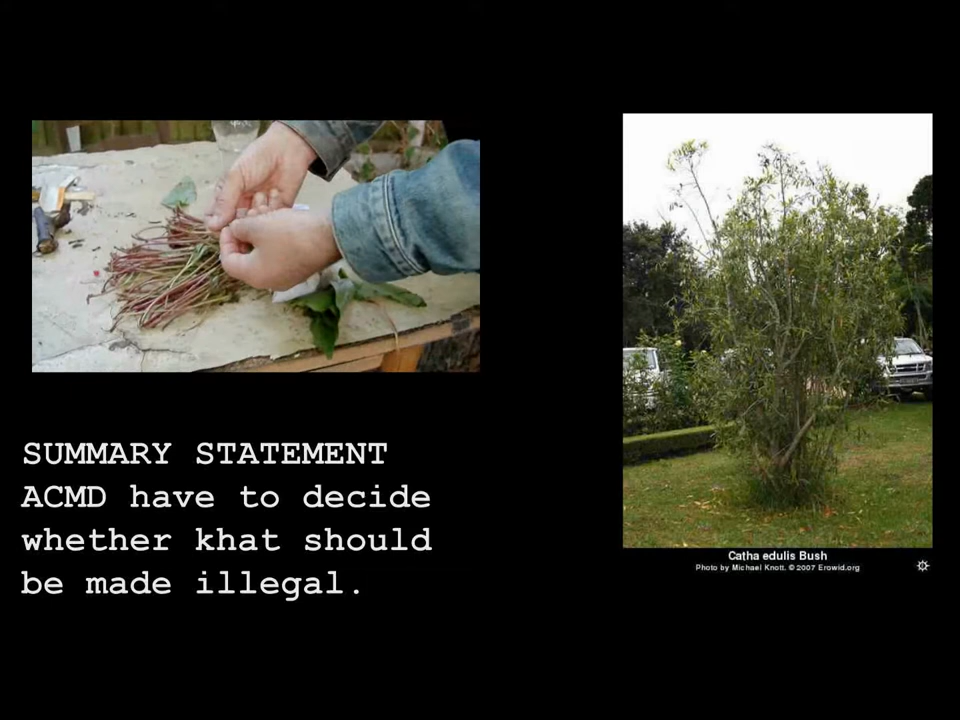 SUMMARY STATEMENT
ACMD have to decide
whether khat should
be made illegal.
Catha edulis Bush
Photo by Michael Knott. © 2007 Erowid.org